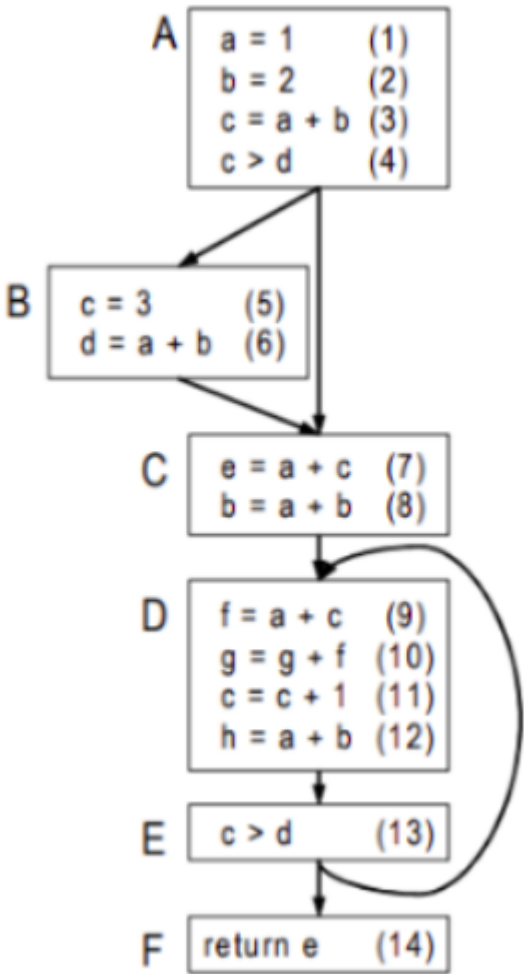 A
a = 1 (1)
b = 2 (2)
c = a + b (3)
c > d (4)
B
c = 3 (5)
d = a + b (6)
C
e = a + c (7)
b = a + b (8)
D
f = a + c (9)
g = g + f (10)
c = c + 1 (11)
h = a + b (12)
E
c > d (13)
F
return e (14)